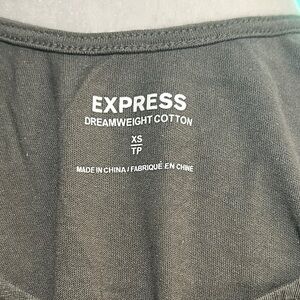 EXPRESS
DREAMWEIGHT COTTON
XS
TP
MADE IN CHINA / FABRIQUÉ EN CHINE